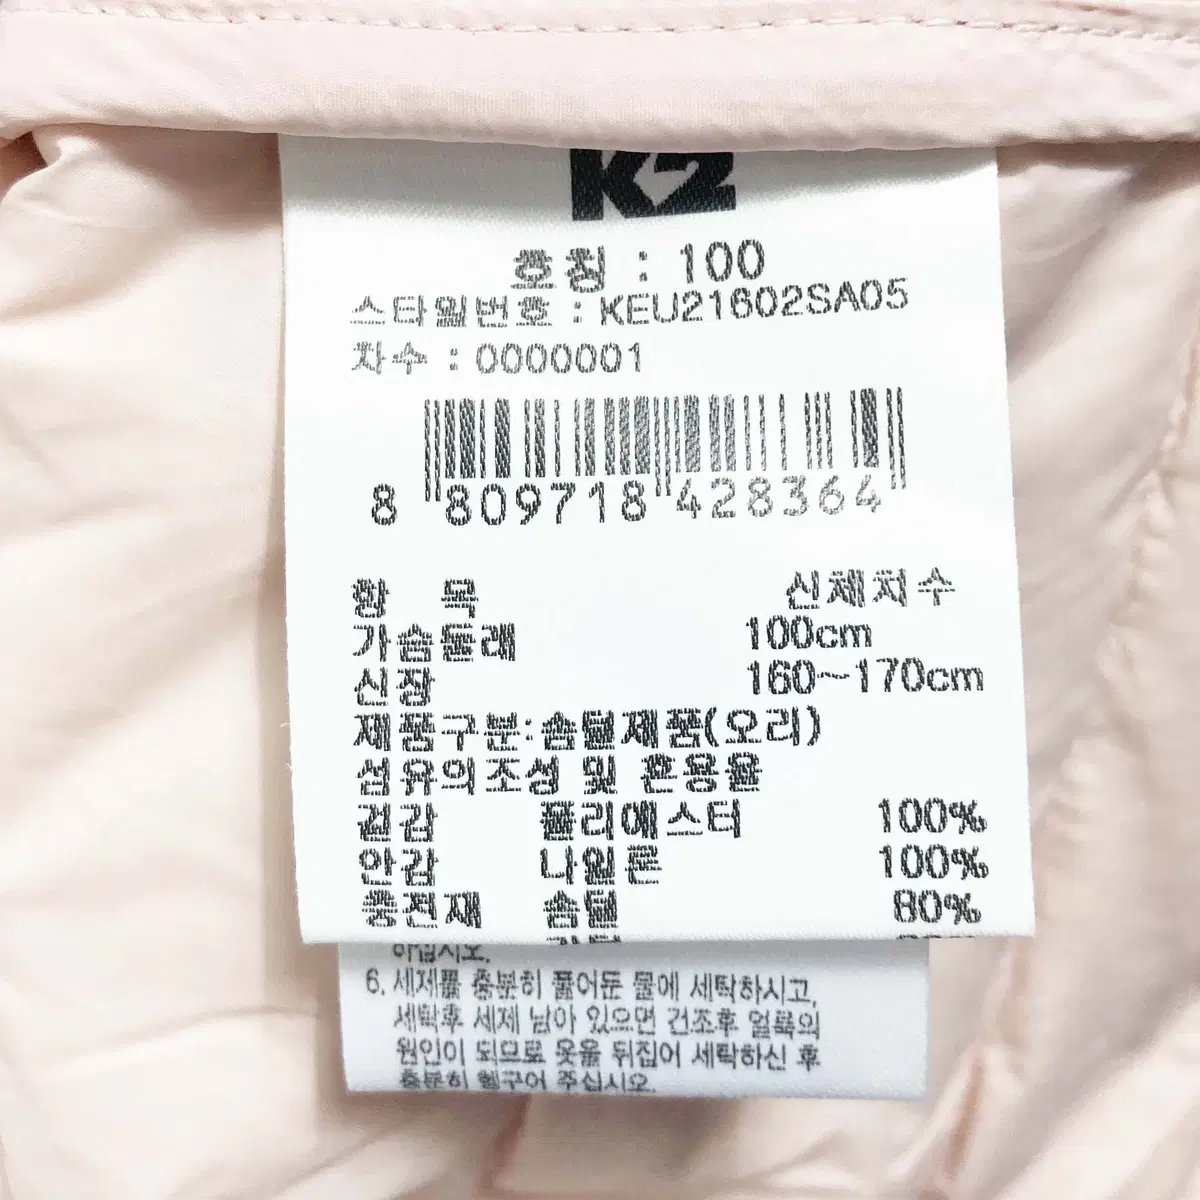 K2
호칭 : 100
스타일번호 : KEU21602SA05
차수 : 0000001
8 809718 428364
항 목 신체치수
가슴둘레 100cm
신장 160~170cm
제품구분:솜털제품(오리)
섬유의조성 및 혼용율
겉감 폴리에스터 100%
안감 나일론 100%
충전재 솜털 80%
하십시오.
6. 세제를 충분히 풀어둔 물에 세탁하시고,
세탁후 세제 남아 있으면 건조후 얼룩의
원인이 되므로 옷을 뒤집어 세탁하신 후
충분히 헹구어 주십시오.